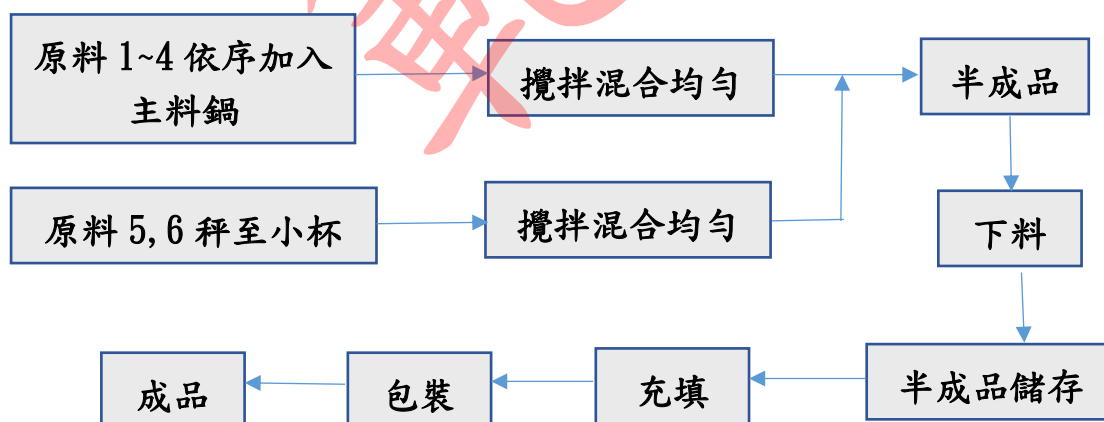 原料 1~4 依序加入
主料鍋
攪拌混合均勻
半成品
原料 5,6 秤至小杯
攪拌混合均勻
下料
成品
包裝
充填
半成品儲存